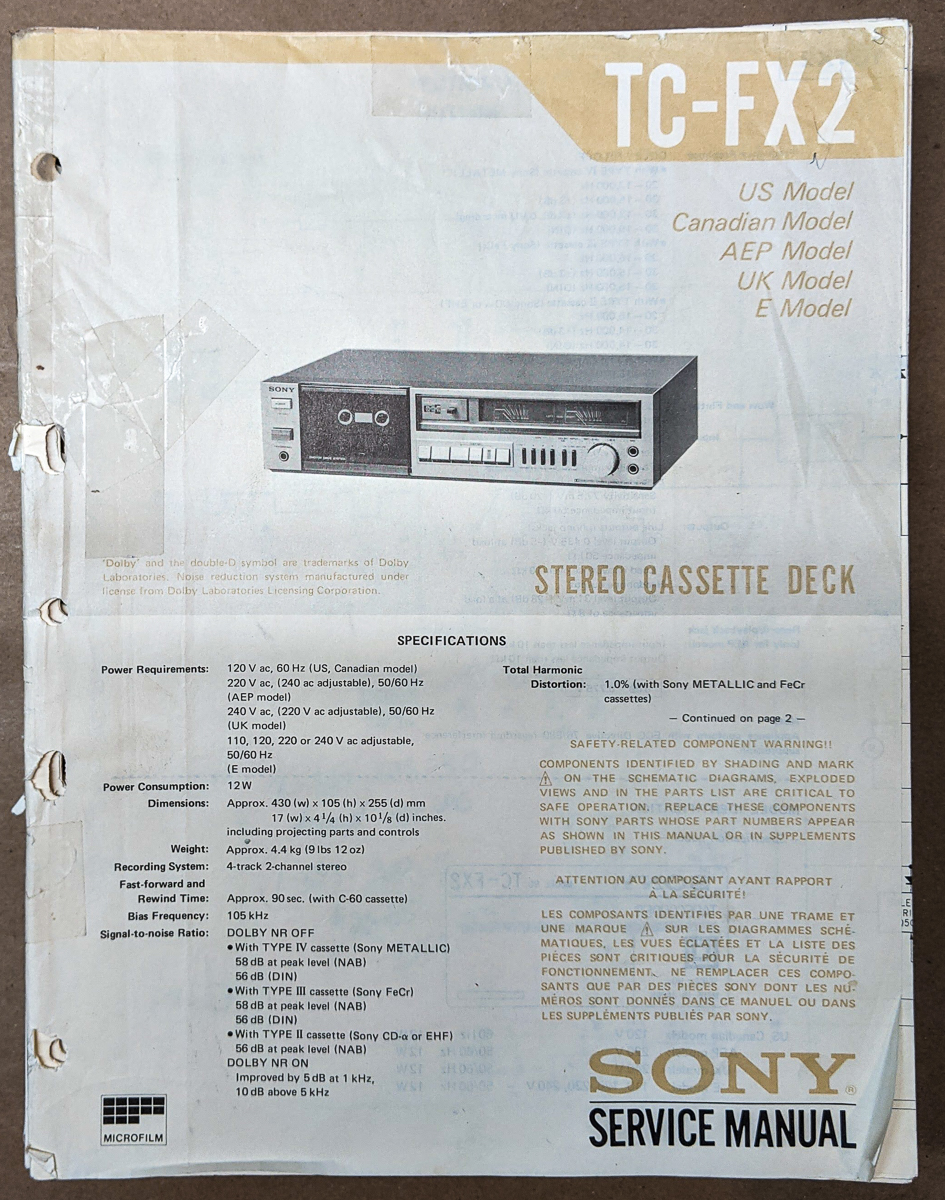 TC-FX2
US Model
Canadian Model
AEP Model
UK Model
E Model
SONY
"Dolby" and the double-D symbol are trademarks of Dolby
Laboratories. Noise reduction system manufactured under
license from Dolby Laboratories Licensing Corporation.
STEREO CASSETTE DECK
SPECIFICATIONS
Power Requirements: 120 V ac, 60 Hz (US, Canadian model)
220 V ac, (240 ac adjustable), 50/60 Hz
(AEP model)
240 V ac, (220 V ac adjustable), 50/60 Hz
(UK model)
110, 120, 220 or 240 V ac adjustable,
50/60 Hz
(E model)
Power Consumption: 12 W
Dimensions: Approx. 430 (w) x 105 (h) x 255 (d) mm
17 (w) x 4 1/4 (h) x 10 1/8 (d) inches.
including projecting parts and controls
Weight: Approx. 4.4 kg (9 lbs 12 oz)
Recording System: 4-track 2-channel stereo
Fast-forward and
Rewind Time: Approx. 90 sec. (with C-60 cassette)
Bias Frequency: 105 kHz
Signal-to-noise Ratio: DOLBY NR OFF
● With TYPE IV cassette (Sony METALLIC)
58 dB at peak level (NAB)
56 dB (DIN)
● With TYPE III cassette (Sony FeCr)
58 dB at peak level (NAB)
56 dB (DIN)
● With TYPE II cassette (Sony CD-α or EHF)
56 dB at peak level (NAB)
DOLBY NR ON
Improved by 5 dB at 1 kHz,
10 dB above 5 kHz
Total Harmonic
Distortion: 1.0% (with Sony METALLIC and FeCr
cassettes)
— Continued on page 2 —
SAFETY-RELATED COMPONENT WARNING!!
COMPONENTS IDENTIFIED BY SHADING AND MARK
⚠ ON THE SCHEMATIC DIAGRAMS, EXPLODED
VIEWS AND IN THE PARTS LIST ARE CRITICAL TO
SAFE OPERATION. REPLACE THESE COMPONENTS
WITH SONY PARTS WHOSE PART NUMBERS APPEAR
AS SHOWN IN THIS MANUAL OR IN SUPPLEMENTS
PUBLISHED BY SONY.
ATTENTION AU COMPOSANT AYANT RAPPORT
À LA SÉCURITÉ!
LES COMPOSANTS IDENTIFIÉS PAR UNE TRAME ET
UNE MARQUE ⚠ SUR LES DIAGRAMMES SCHÉ-
MATIQUES, LES VUES ÉCLATÉES ET LA LISTE DES
PIÈCES SONT CRITIQUES POUR LA SÉCURITÉ DE
FONCTIONNEMENT. NE REMPLACER CES COMPO-
SANTS QUE PAR DES PIÈCES SONY DONT LES NU-
MÉROS SONT DONNÉS DANS CE MANUEL OU DANS
LES SUPPLÉMENTS PUBLIÉS PAR SONY.
MICROFILM
SONY®
SERVICE MANUAL